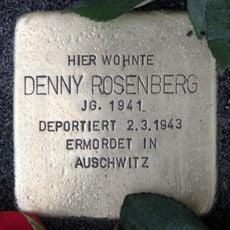 HIER WOHNTE
DENNY ROSENBERG
JG. 1941
DEPORTIERT 2.3.1943
ERMORDET IN
AUSCHWITZ